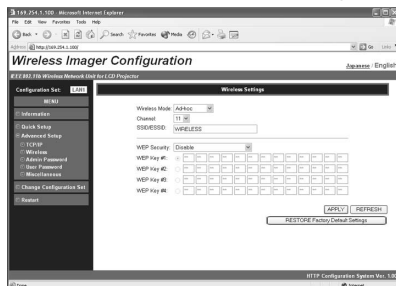 169.254.1.100/ - Microsoft Internet Explorer
File Edit View Favorites Tools Help
Back Search Favorites Media
Address http://169.254.1.100/ Go Links
Wireless Imager Configuration
Japanese / English
IEEE 802.11b Wireless Network Unit for LCD Projector
Configuration Set: LAN1
MENU
Information
Quick Setup
Advanced Setup
TCP/IP
Wireless
Admin Password
User Password
Miscellaneous
Change Configuration Set
Restart
Wireless Settings
Wireless Mode: Ad-hoc
Channel: 11
SSID/ESSID: WIRELESS
WEP Security: Disable
WEP Key #1:
WEP Key #2:
WEP Key #3:
WEP Key #4:
APPLY REFRESH
RESTORE Factory Default Settings
HTTP Configuration System Ver. 1.00
Done Internet